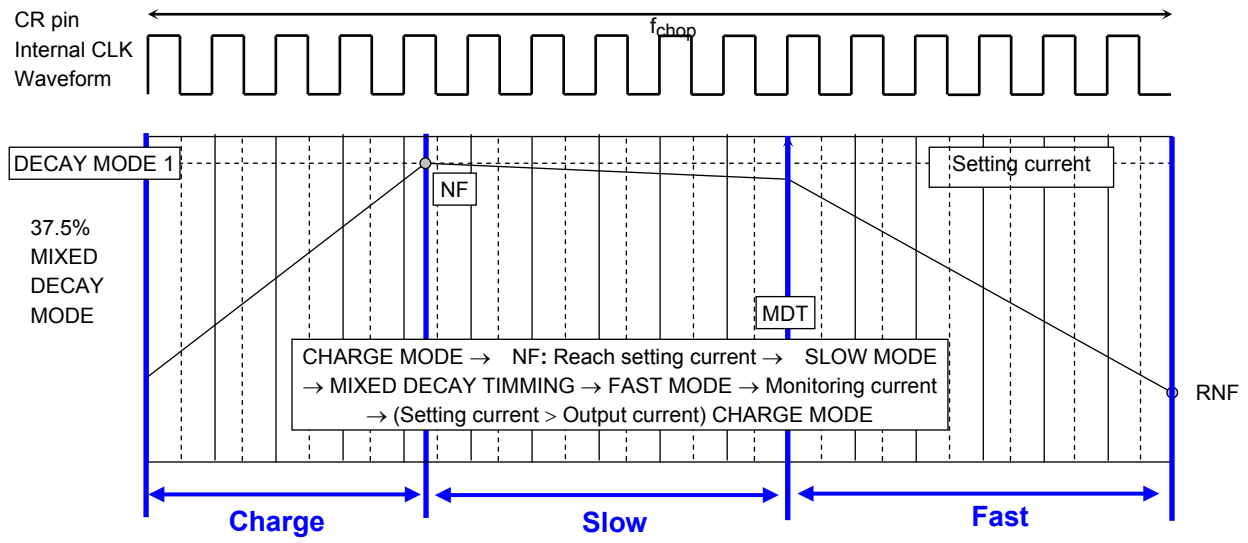 CR pin
Internal CLK
Waveform
fchop
DECAY MODE 1
Setting current
NF
37.5%
MIXED
DECAY
MODE
MDT
CHARGE MODE → NF: Reach setting current → SLOW MODE
→ MIXED DECAY TIMMING → FAST MODE → Monitoring current
→ (Setting current > Output current) CHARGE MODE
RNF
Charge
Slow
Fast